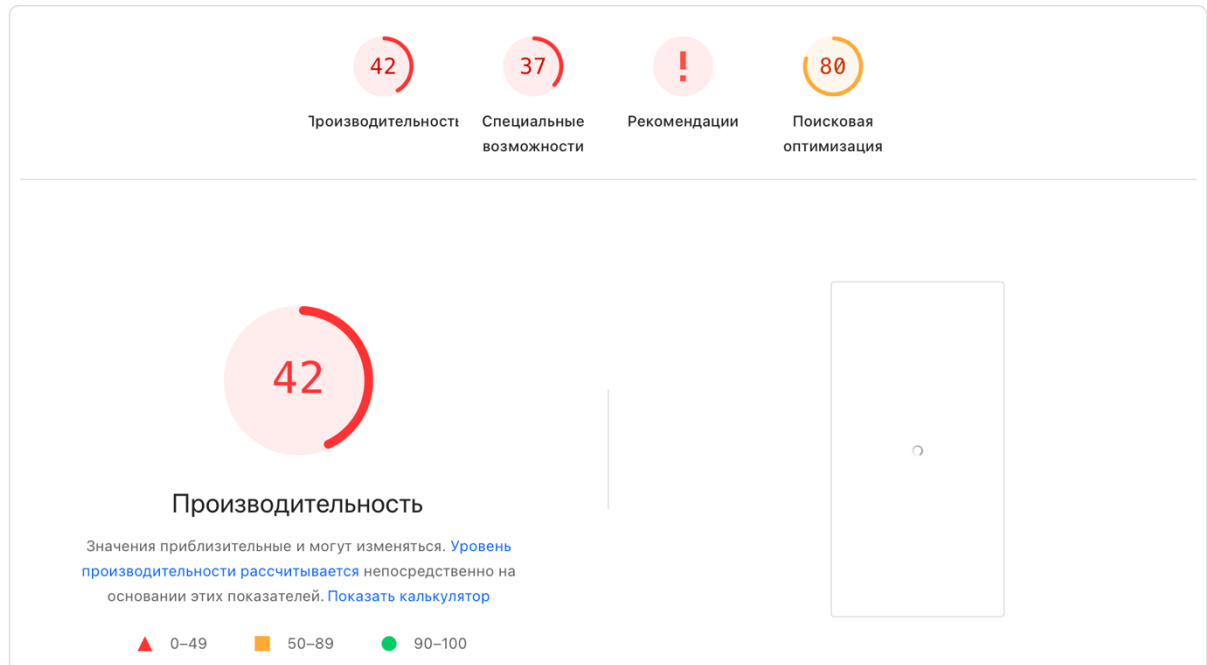 42
37
!
80
Производительность
Специальные возможности
Рекомендации
Поисковая оптимизация
42
Производительность
Значения приблизительные и могут изменяться. Уровень
производительности рассчитывается непосредственно на
основании этих показателей. Показать калькулятор
0–49
50–89
90–100